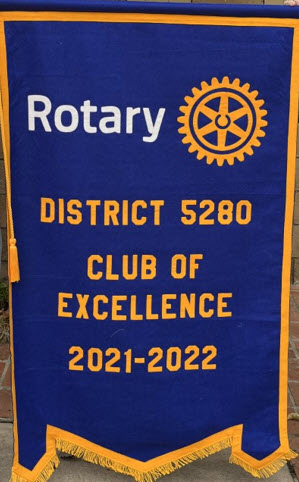 Rotary
DISTRICT 5280
CLUB OF
EXCELLENCE
2021-2022